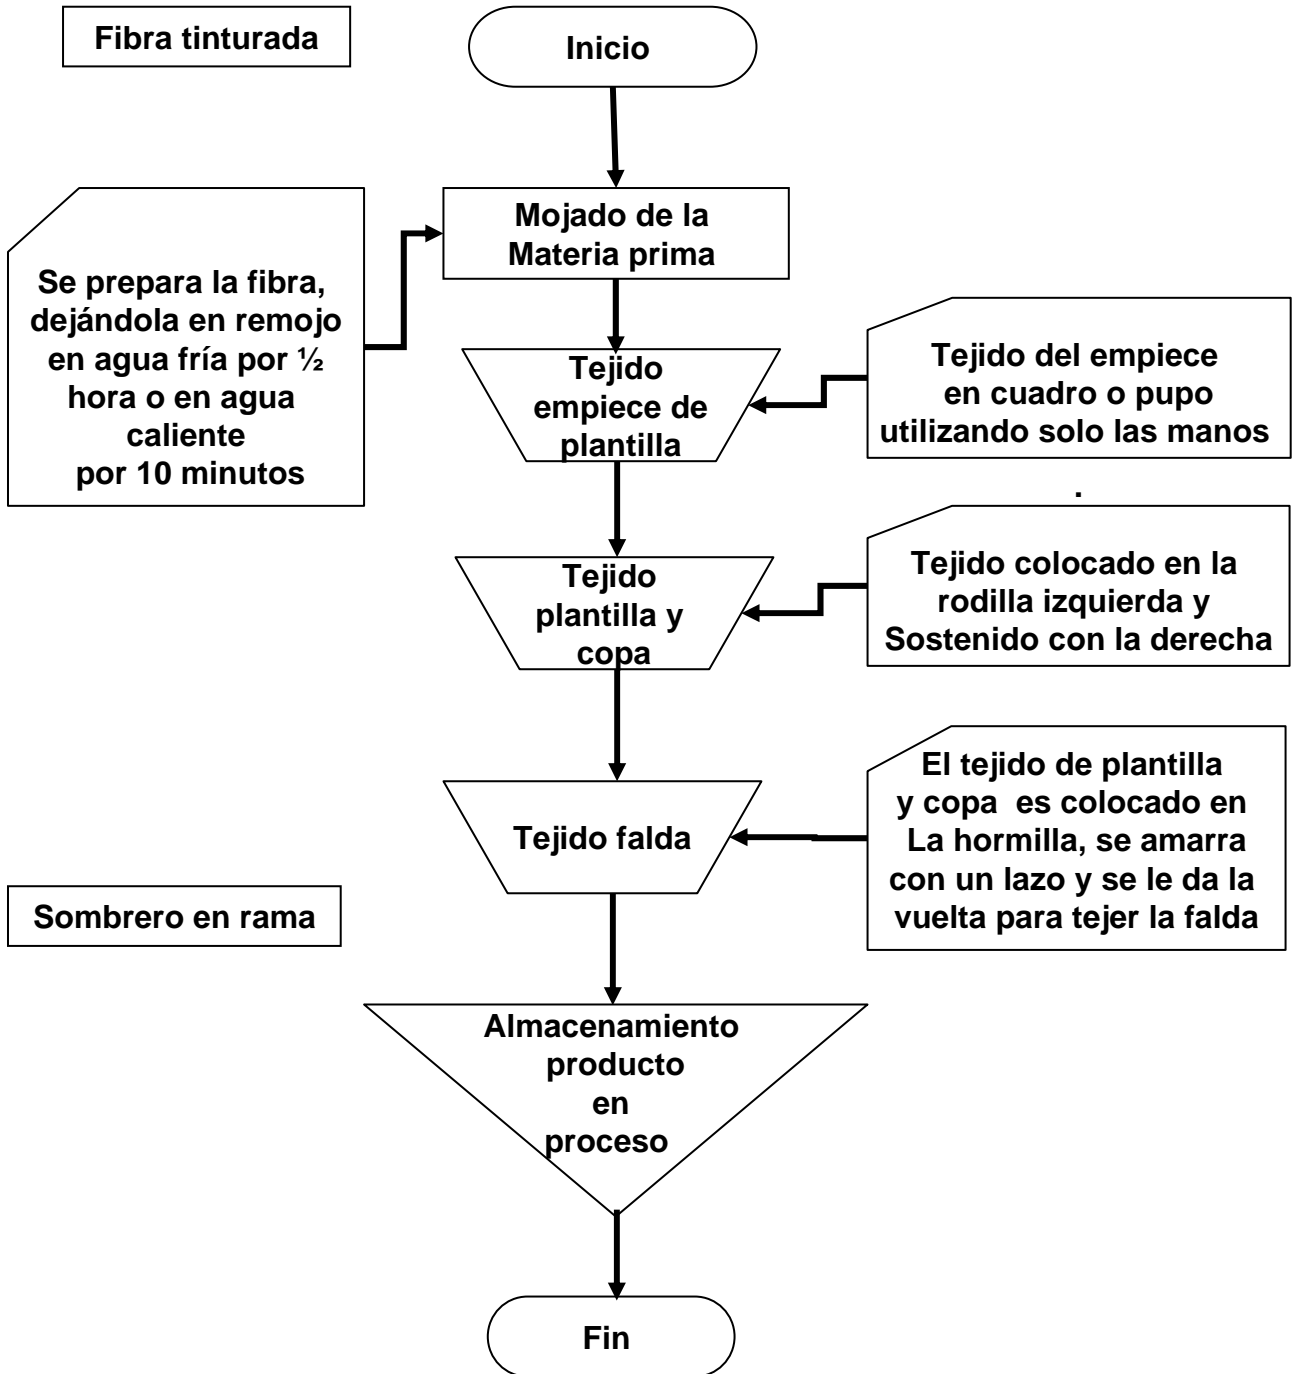 Fibra tinturada
Inicio
Mojado de la
Materia prima
Se prepara la fibra,
dejándola en remojo
en agua fría por ½
hora o en agua
caliente
por 10 minutos
Tejido
empiece de
plantilla
Tejido del empiece
en cuadro o pupo
utilizando solo las manos
.
Tejido
plantilla y
copa
Tejido colocado en la
rodilla izquierda y
Sostenido con la derecha
Tejido falda
El tejido de plantilla
y copa es colocado en
La hormilla, se amarra
con un lazo y se le da la
vuelta para tejer la falda
Sombrero en rama
Almacenamiento
producto
en
proceso
Fin